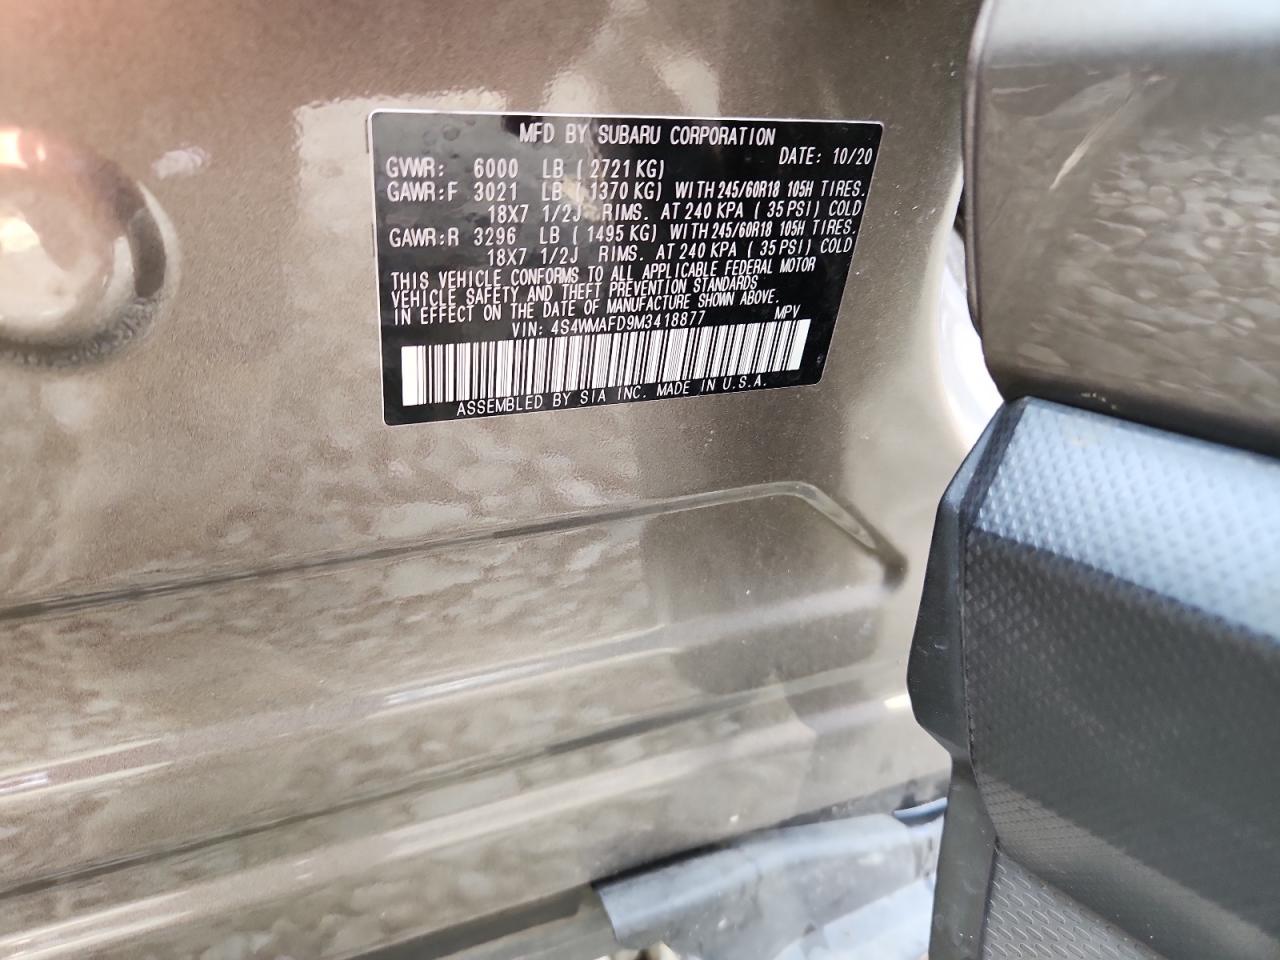 MFD BY SUBARU CORPORATION
DATE: 10/20
GVWR: 6000 LB ( 2721 KG)
GAWR:F 3021 LB ( 1370 KG) WITH 245/60R18 105H TIRES.
18X7 1/2J RIMS. AT 240 KPA ( 35 PSI) COLD
GAWR:R 3296 LB ( 1495 KG) WITH 245/60R18 105H TIRES.
18X7 1/2J RIMS. AT 240 KPA ( 35 PSI) COLD
THIS VEHICLE CONFORMS TO ALL APPLICABLE FEDERAL MOTOR
VEHICLE SAFETY AND THEFT PREVENTION STANDARDS
IN EFFECT ON THE DATE OF MANUFACTURE SHOWN ABOVE.
VIN: 4S4WMAFD9M3418877 MPV
ASSEMBLED BY SIA INC. MADE IN U.S.A.